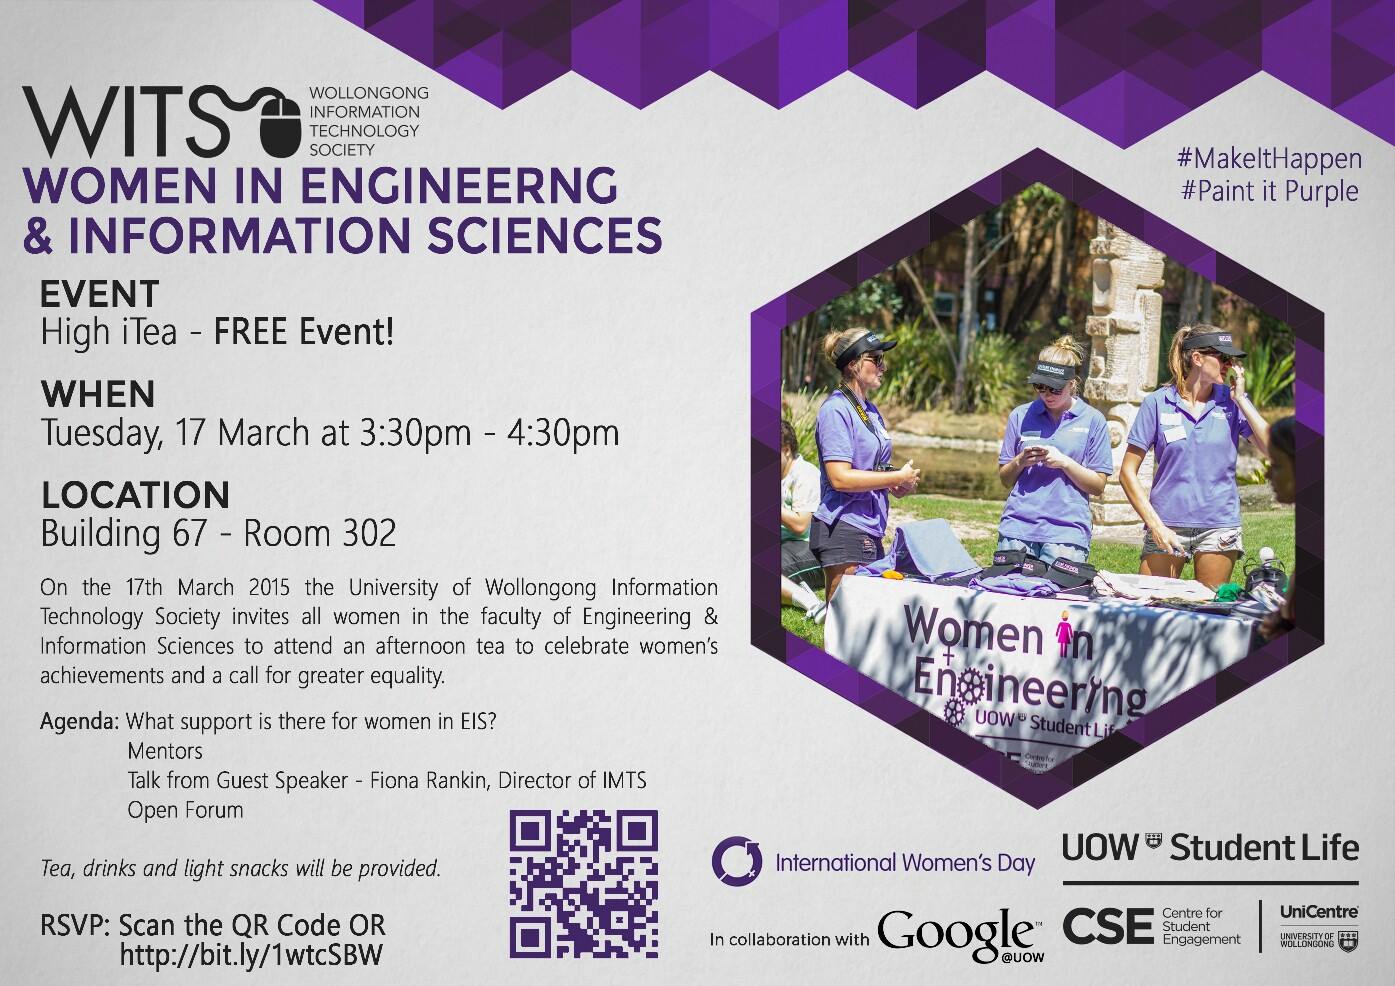 WITS
WOLLONGONG
INFORMATION
TECHNOLOGY
SOCIETY
WOMEN IN ENGINEERNG
& INFORMATION SCIENCES
#MakeItHappen
#Paint it Purple
EVENT
High iTea - FREE Event!
WHEN
Tuesday, 17 March at 3:30pm - 4:30pm
LOCATION
Building 67 - Room 302
On the 17th March 2015 the University of Wollongong Information
Technology Society invites all women in the faculty of Engineering &
Information Sciences to attend an afternoon tea to celebrate women's
achievements and a call for greater equality.
Agenda: What support is there for women in EIS?
Mentors
Talk from Guest Speaker - Fiona Rankin, Director of IMTS
Open Forum
Tea, drinks and light snacks will be provided.
RSVP: Scan the QR Code OR
http://bit.ly/1wtcSBW
Women in
Engineering
UOW Student Life
Centre for
Student
International Women's Day
In collaboration with Google™
@UOW
UOW Student Life
CSE Centre for
Student
Engagement
UniCentre
UNIVERSITY OF
WOLLONGONG